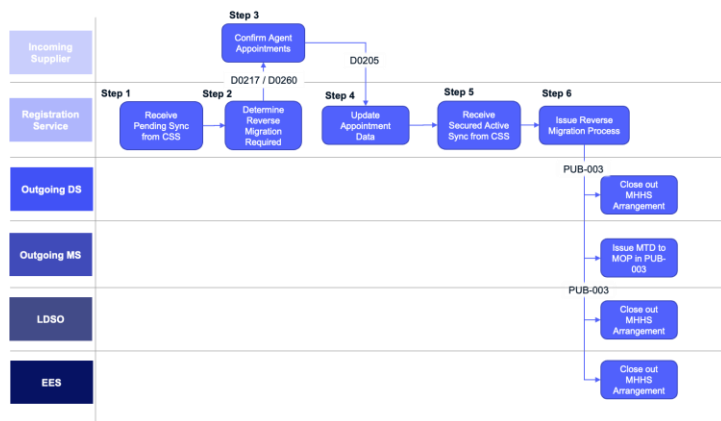 Step 3
Incoming
Supplier
Confirm Agent
Appointments
D0217 / D0260
D0205
Step 1
Step 2
Step 4
Step 5
Step 6
Registration
Service
Receive
Pending Sync
from CSS
Determine
Reverse
Migration
Required
Update
Appointment
Data
Receive
Secured Active
Sync from CSS
Issue Reverse
Migration Process
PUB-003
Outgoing DS
Close out
MHHS
Arrangement
Outgoing MS
Issue MTD to
MOP in PUB-
003
PUB-003
LDSO
Close out
MHHS
Arrangement
EES
Close out
MHHS
Arrangement